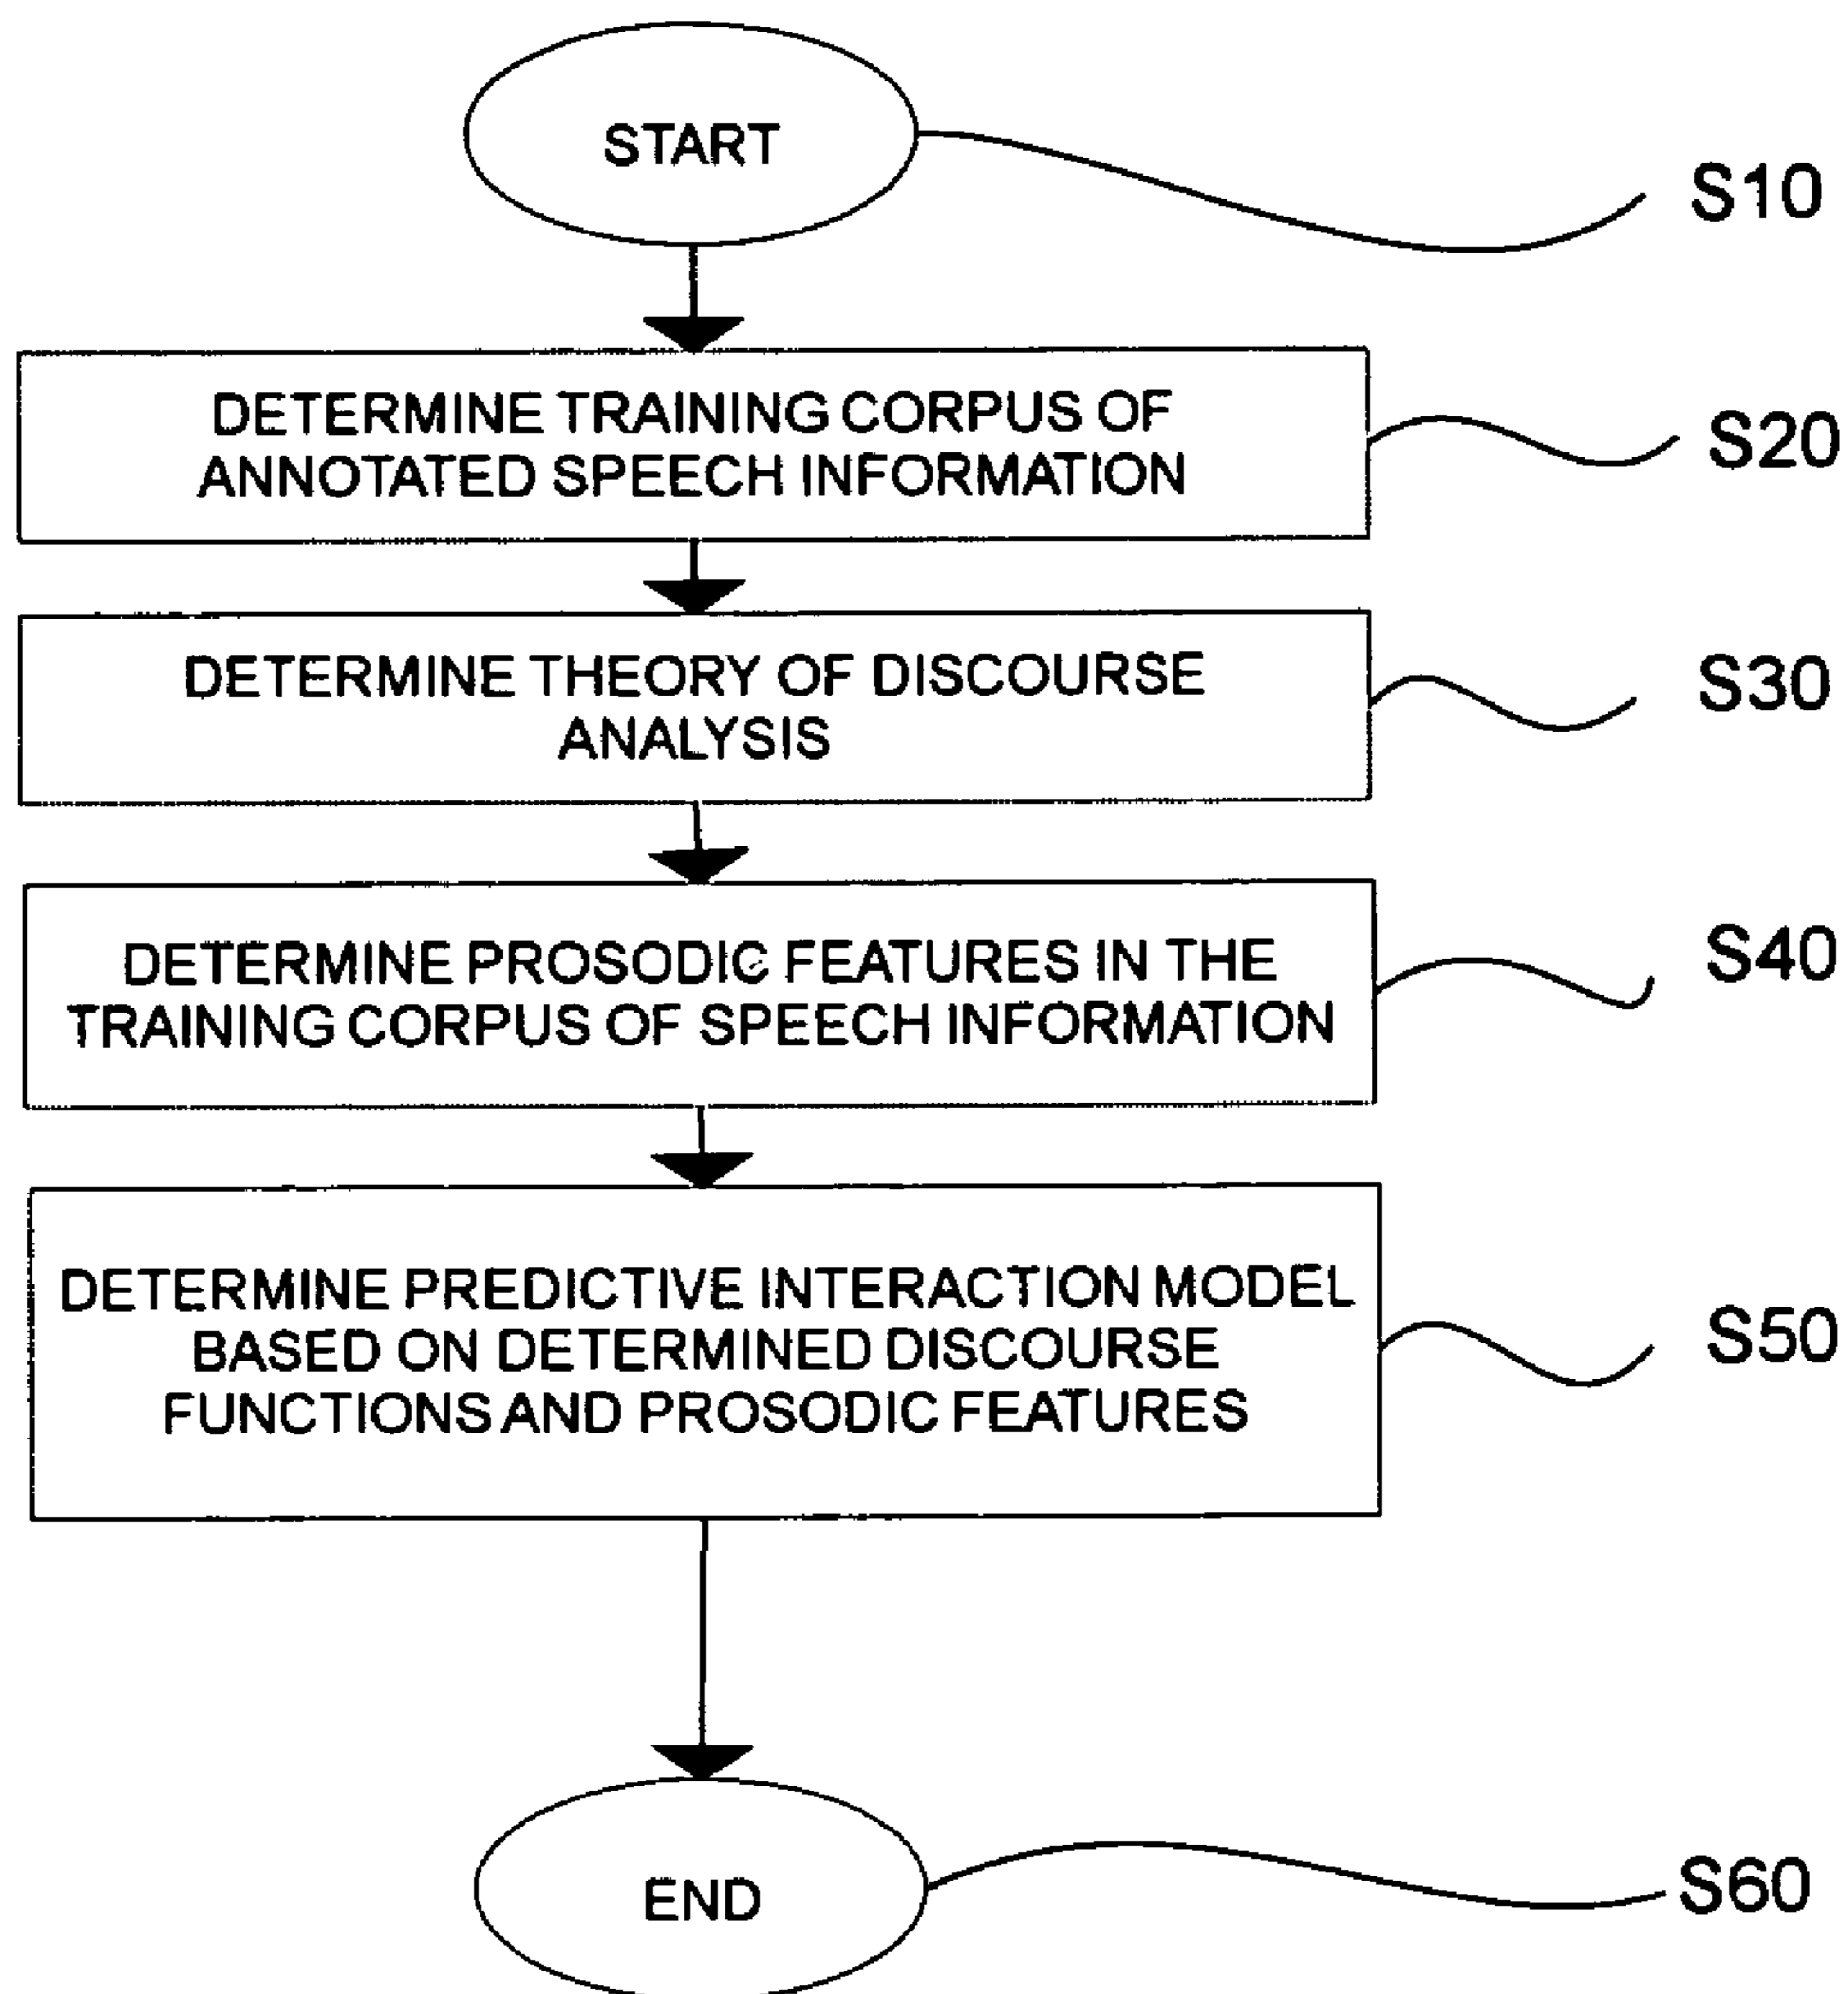 START
S10
DETERMINE TRAINING CORPUS OF
ANNOTATED SPEECH INFORMATION
S20
DETERMINE THEORY OF DISCOURSE
ANALYSIS
S30
DETERMINE PROSODIC FEATURES IN THE
TRAINING CORPUS OF SPEECH INFORMATION
S40
DETERMINE PREDICTIVE INTERACTION MODEL
BASED ON DETERMINED DISCOURSE
FUNCTIONS AND PROSODIC FEATURES
S50
END
S60